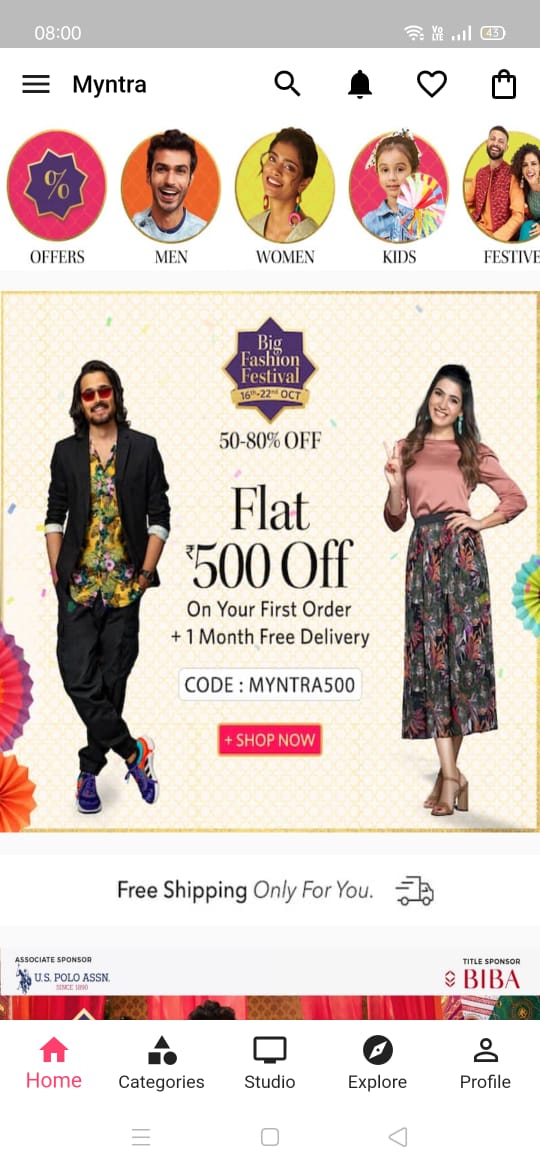 08:00
VO
LTE
43
Myntra
%
OFFERS
MEN
WOMEN
KIDS
FESTIVE
Big
Fashion
Festival
16th-22nd OCT
50-80% OFF
Flat
₹500 Off
On Your First Order
+ 1 Month Free Delivery
CODE : MYNTRA500
+ SHOP NOW
Free Shipping Only For You.
ASSOCIATE SPONSOR
U.S. POLO ASSN.
SINCE 1890
TITLE SPONSOR
BIBA
Home
Categories
Studio
Explore
Profile